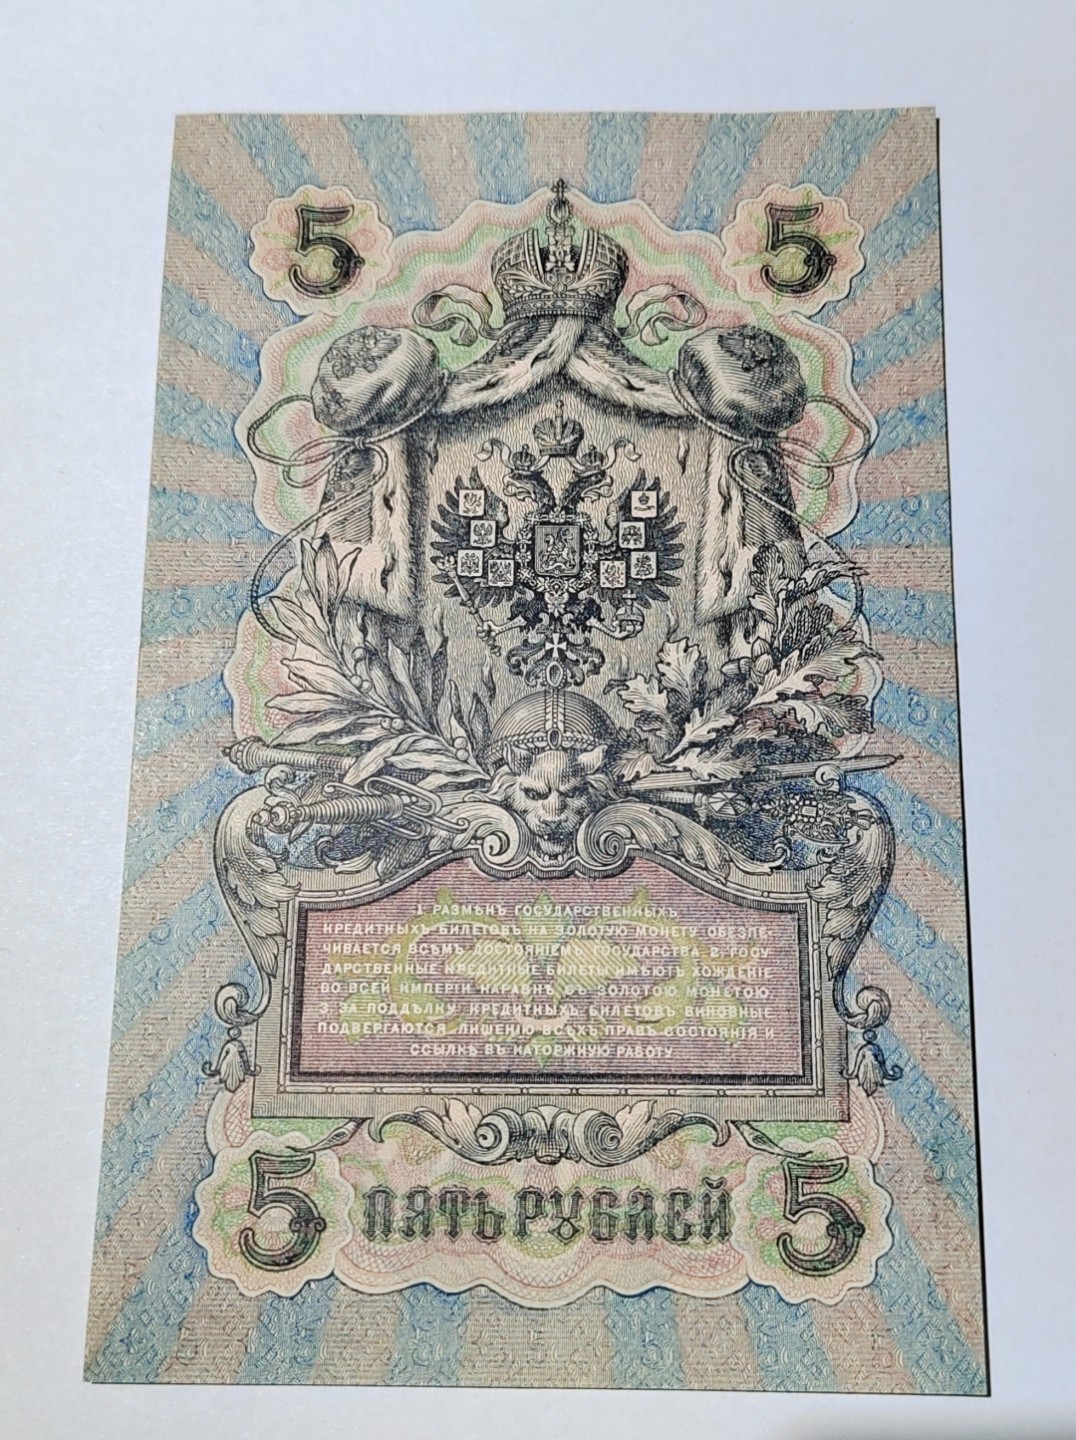 5 5
1. РАЗМѢНЪ ГОСУДАРСТВЕННЫХЪ
КРЕДИТНЫХЪ БИЛЕТОВЪ НА ЗОЛОТУЮ МОНЕТУ ОБЕЗПЕ-
ЧИВАЕТСЯ ВСѢМЪ ДОСТОЯНІЕМЪ ГОСУДАРСТВА. 2, ГОСУ
ДАРСТВЕННЫЕ КРЕДИТНЫЕ БИЛЕТЫ ИМѢЮТЪ ХОЖДЕНІЕ
ВО ВСЕЙ ИМПЕРІИ НАРАВНѢ СЪ ЗОЛОТОЮ МОНЕТОЮ.
3. ЗА ПОДДѢЛКУ КРЕДИТНЫХЪ БИЛЕТОВЪ ВИНОВНЫЕ
ПОДВЕРГАЮТСЯ ЛИШЕНІЮ ВСѢХЪ ПРАВЪ СОСТОЯНІЯ И
ССЫЛКѢ ВЪ КАТОРЖНУЮ РАБОТУ
5 ПЯТЬ РУБЛЕЙ 5